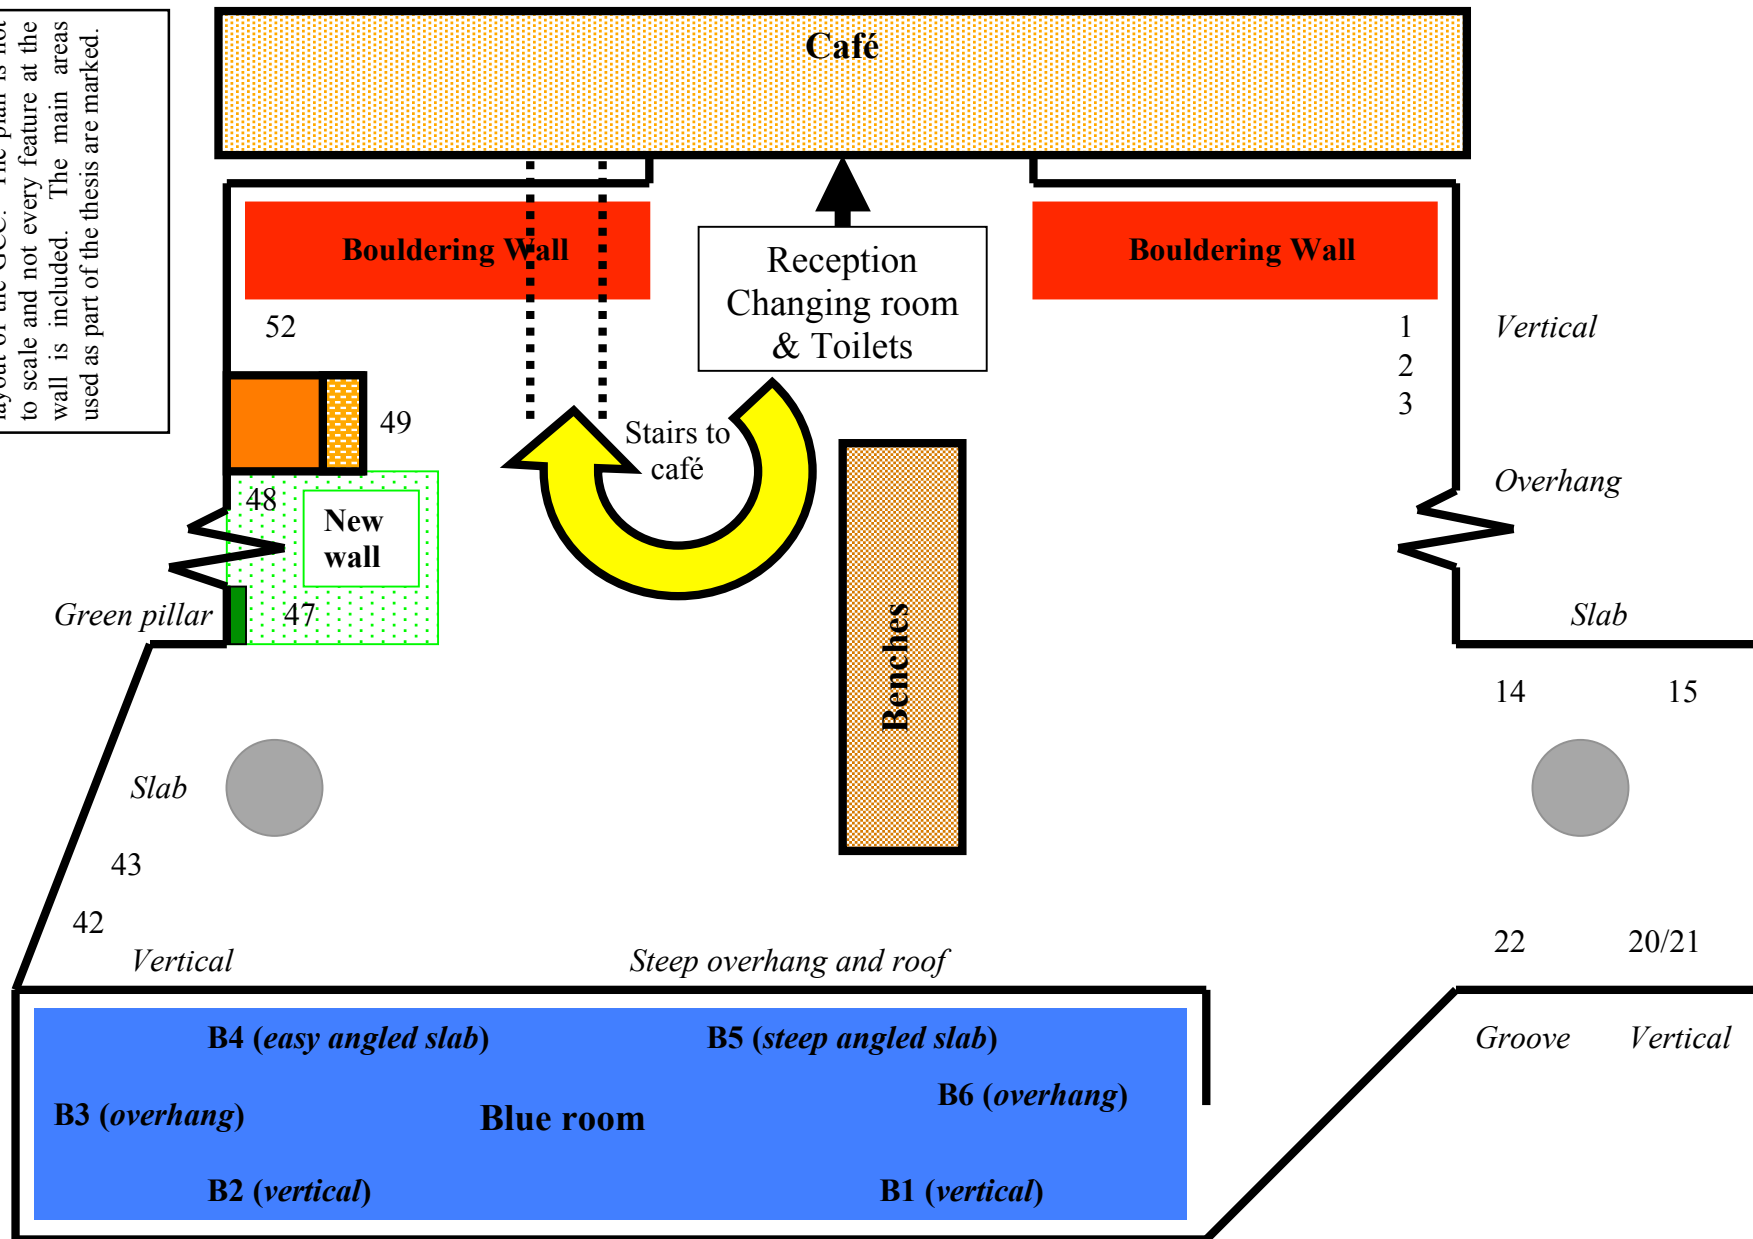 layout of the GCC. The plan is not
to scale and not every feature at the
wall is included. The main areas
used as part of the thesis are marked.
Café
Bouldering Wall
Reception
Changing room
& Toilets
Bouldering Wall
52
1
2
3
Vertical
49
Stairs to
café
48
New
wall
Overhang
Green pillar
47
Benches
Slab
14
15
Slab
43
42
Vertical
Steep overhang and roof
22
20/21
Groove
Vertical
B4 (easy angled slab)
B5 (steep angled slab)
B3 (overhang)
Blue room
B6 (overhang)
B2 (vertical)
B1 (vertical)